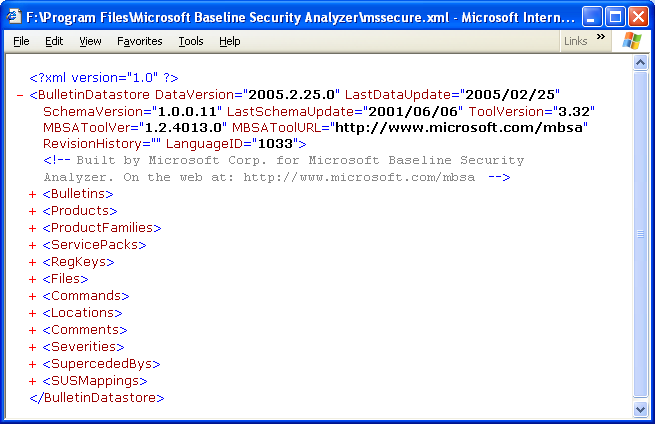 F:\Program Files\Microsoft Baseline Security Analyzer\mssecure.xml - Microsoft Intern...
File Edit View Favorites Tools Help Links »
<?xml version="1.0" ?>
- <BulletinDatastore DataVersion="2005.2.25.0" LastDataUpdate="2005/02/25"
SchemaVersion="1.0.0.11" LastSchemaUpdate="2001/06/06" ToolVersion="3.32"
MBSAToolVer="1.2.4013.0" MBSAToolURL="http://www.microsoft.com/mbsa"
RevisionHistory="" LanguageID="1033">
<!-- Built by Microsoft Corp. for Microsoft Baseline Security
Analyzer. On the web at: http://www.microsoft.com/mbsa -->
+ <Bulletins>
+ <Products>
+ <ProductFamilies>
+ <ServicePacks>
+ <RegKeys>
+ <Files>
+ <Commands>
+ <Locations>
+ <Comments>
+ <Severities>
+ <SupercededBys>
+ <SUSMappings>
</BulletinDatastore>